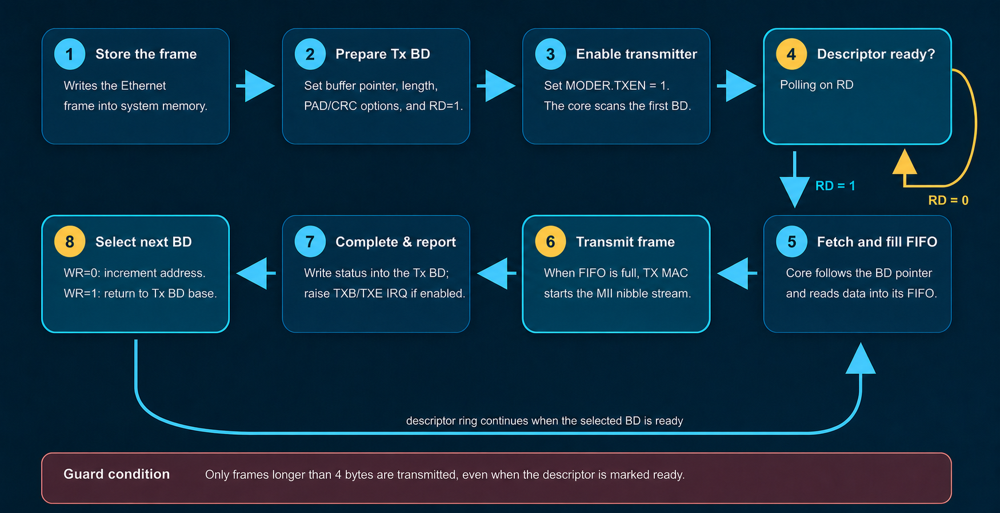 1 Store the frame
Writes the Ethernet
frame into system memory.
2 Prepare Tx BD
Set buffer pointer, length,
PAD/CRC options, and RD=1.
3 Enable transmitter
Set MODER.TXEN = 1.
The core scans the first BD.
4 Descriptor ready?
Polling on RD
RD = 1
RD = 0
5 Fetch and fill FIFO
Core follows the BD pointer
and reads data into its FIFO.
6 Transmit frame
When FIFO is full, TX MAC
starts the MII nibble stream.
7 Complete & report
Write status into the Tx BD;
raise TXB/TXE IRQ if enabled.
8 Select next BD
WR=0: increment address.
WR=1: return to Tx BD base.
descriptor ring continues when the selected BD is ready
Guard condition Only frames longer than 4 bytes are transmitted, even when the descriptor is marked ready.